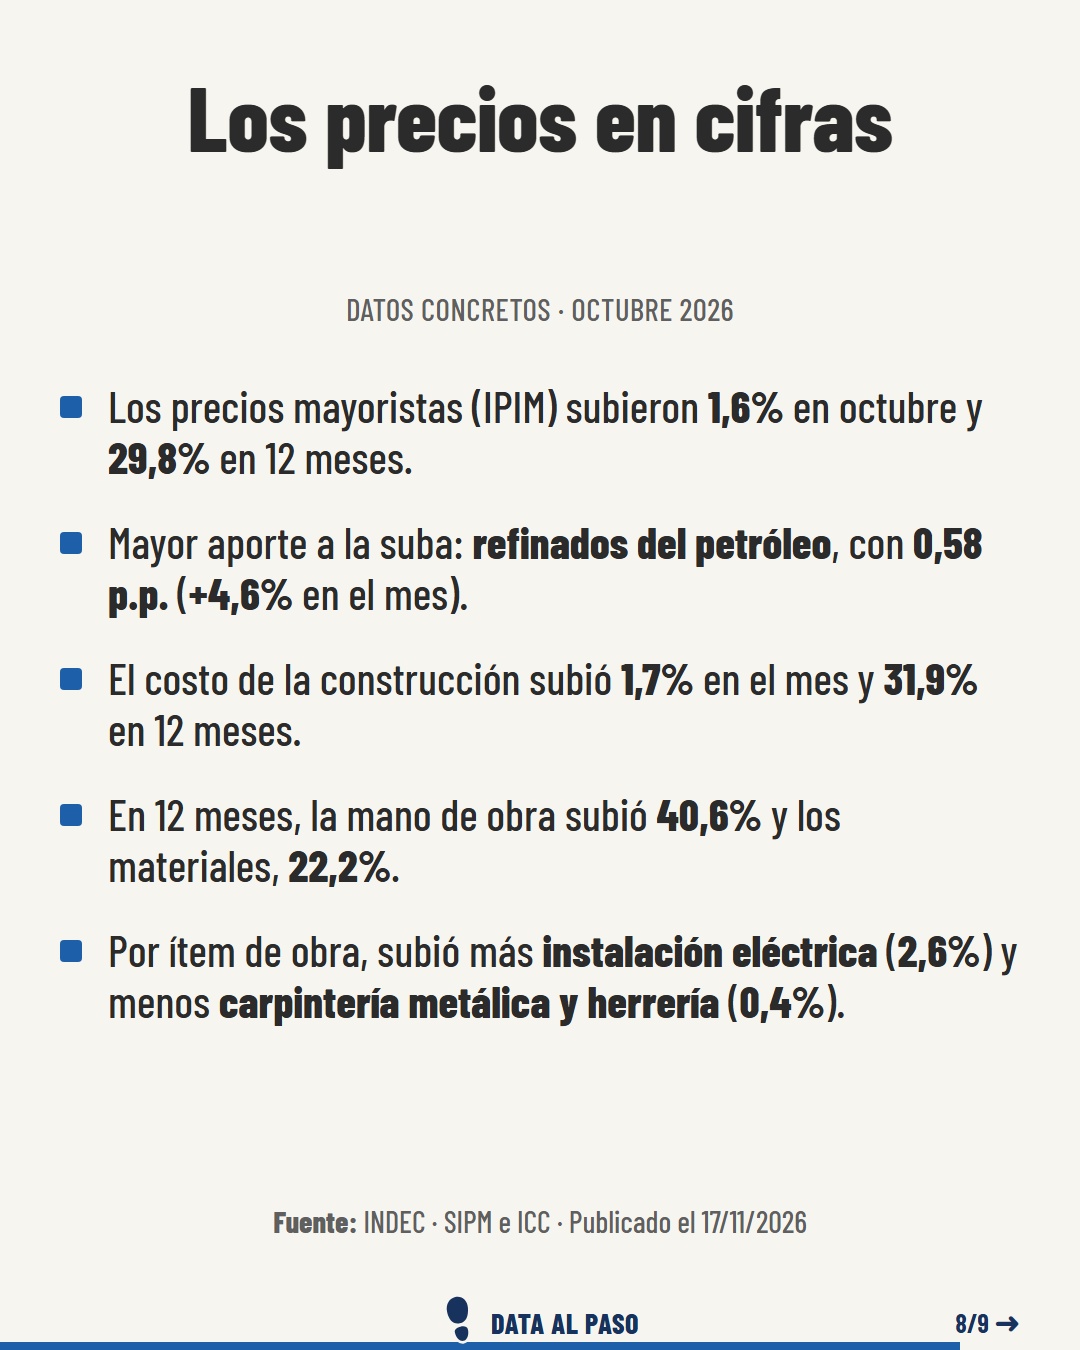 Los precios en cifras
DATOS CONCRETOS · OCTUBRE 2026
Los precios mayoristas (IPIM) subieron 1,6% en octubre y
29,8% en 12 meses.
Mayor aporte a la suba: refinados del petróleo, con 0,58
p.p. (+4,6% en el mes).
El costo de la construcción subió 1,7% en el mes y 31,9%
en 12 meses.
En 12 meses, la mano de obra subió 40,6% y los
materiales, 22,2%.
Por ítem de obra, subió más instalación eléctrica (2,6%) y
menos carpintería metálica y herrería (0,4%).
Fuente: INDEC · SIPM e ICC · Publicado el 17/11/2026
DATA AL PASO
8/9 →